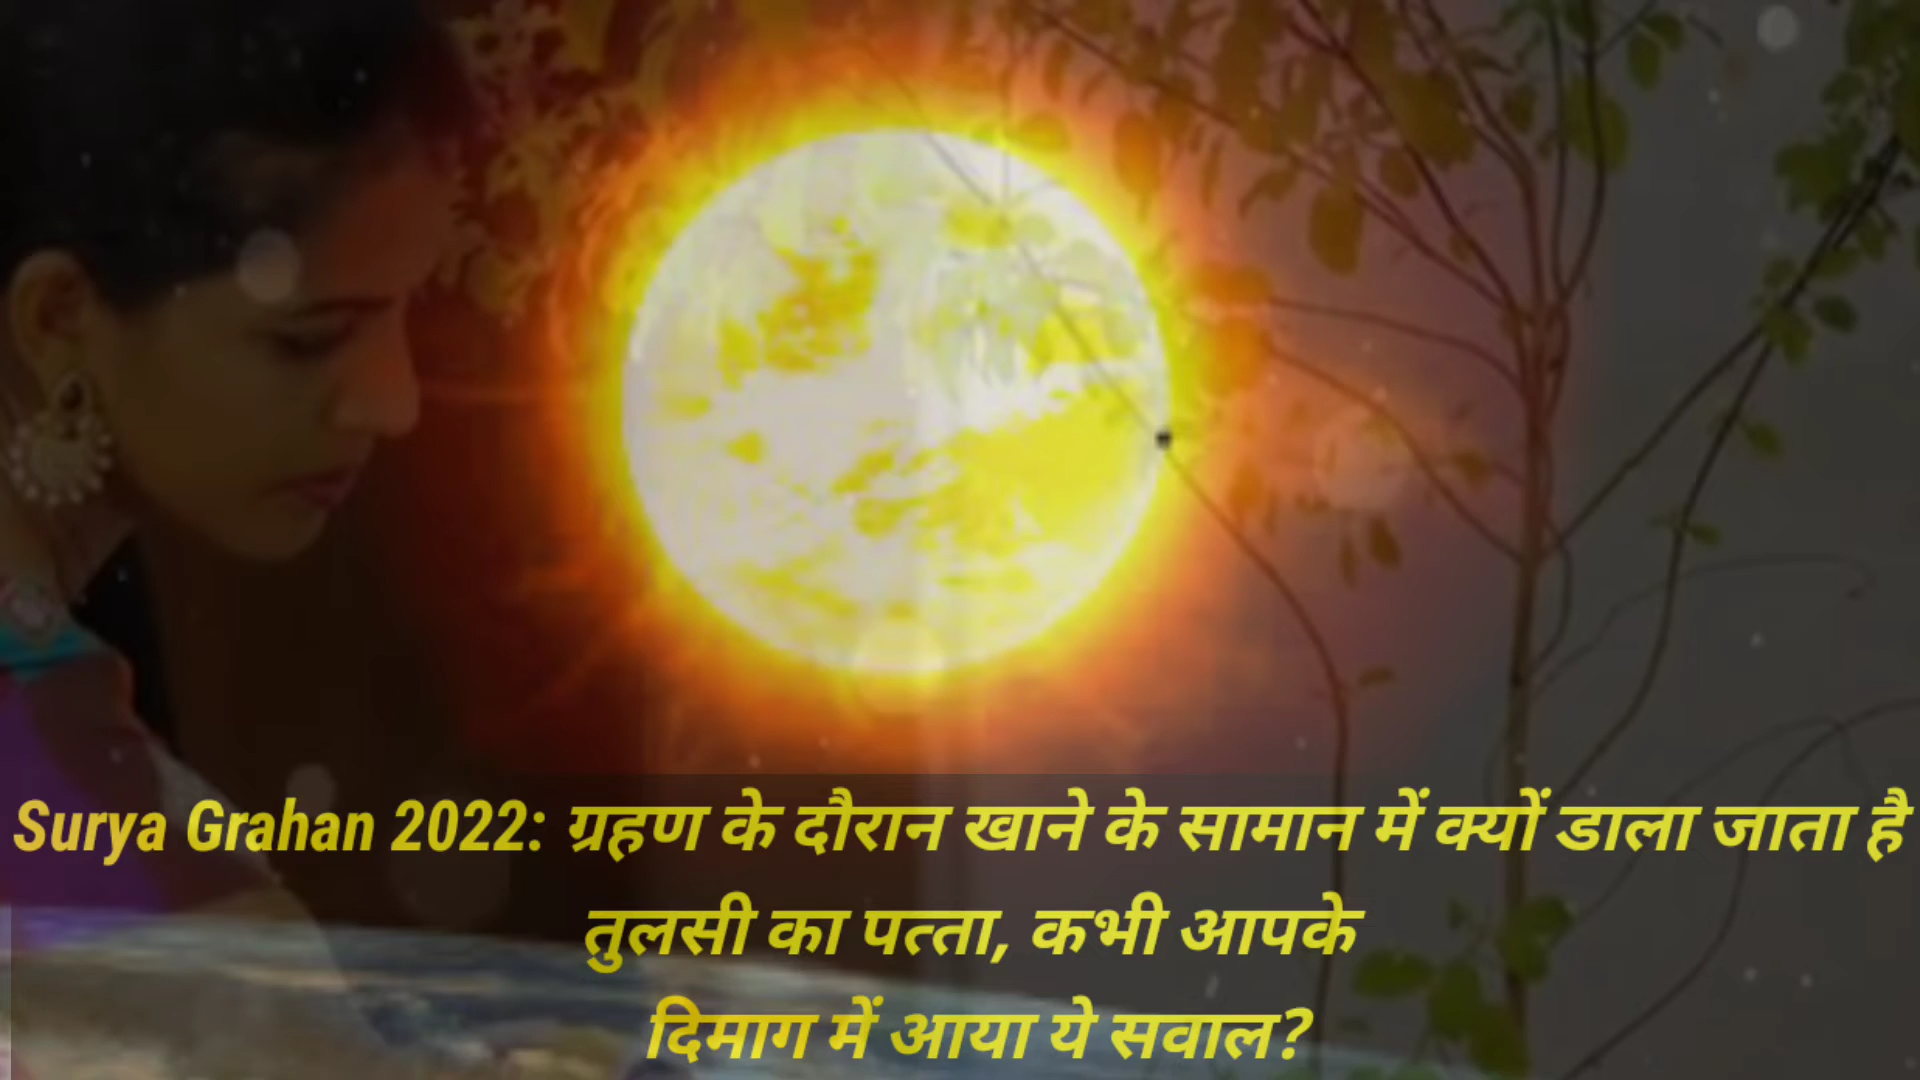 Surya Grahan 2022: ग्रहण के दौरान खाने के सामान में क्यों डाला जाता है
तुलसी का पत्ता, कभी आपके
दिमाग में आया ये सवाल?